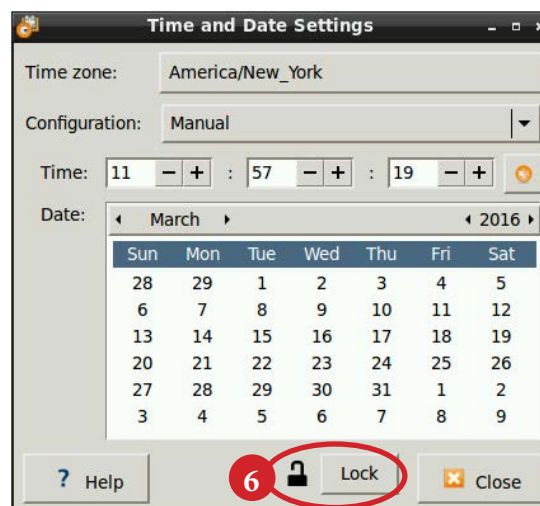 Time and Date Settings
Time zone: America/New_York
Configuration: Manual
Time: 11 − + : 57 − + : 19 − +
Date: March 2016
Sun Mon Tue Wed Thu Fri Sat
28 29 1 2 3 4 5
6 7 8 9 10 11 12
13 14 15 16 17 18 19
20 21 22 23 24 25 26
27 28 29 30 31 1 2
3 4 5 6 7 8 9
? Help 6 Lock Close